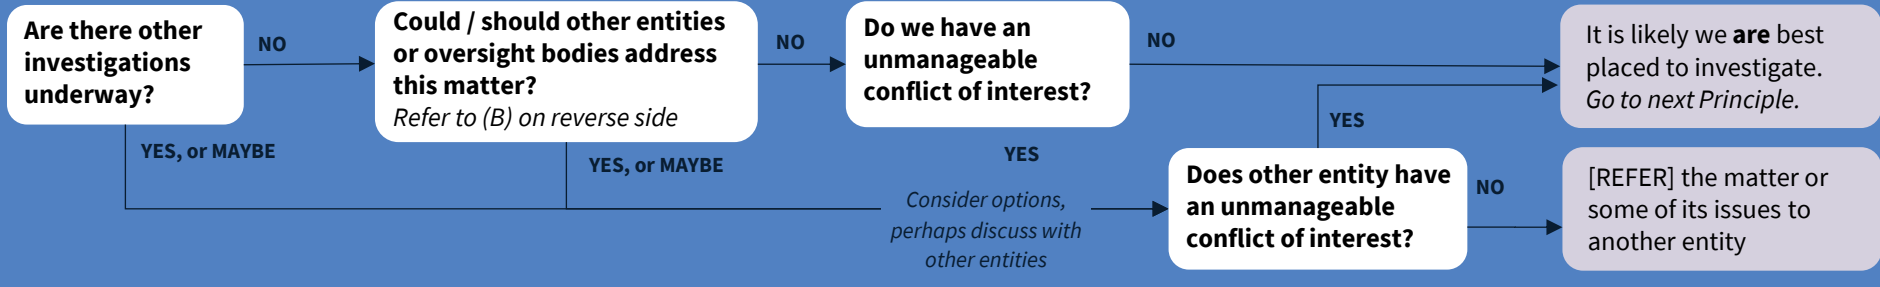 Are there other
investigations
underway?
NO
YES, or MAYBE
Could / should other entities
or oversight bodies address
this matter?
Refer to (B) on reverse side
NO
YES, or MAYBE
Do we have an
unmanageable
conflict of interest?
NO
YES
Consider options,
perhaps discuss with
other entities
Does other entity have
an unmanageable
conflict of interest?
YES
NO
It is likely we are best
placed to investigate.
Go to next Principle.
[REFER] the matter or
some of its issues to
another entity